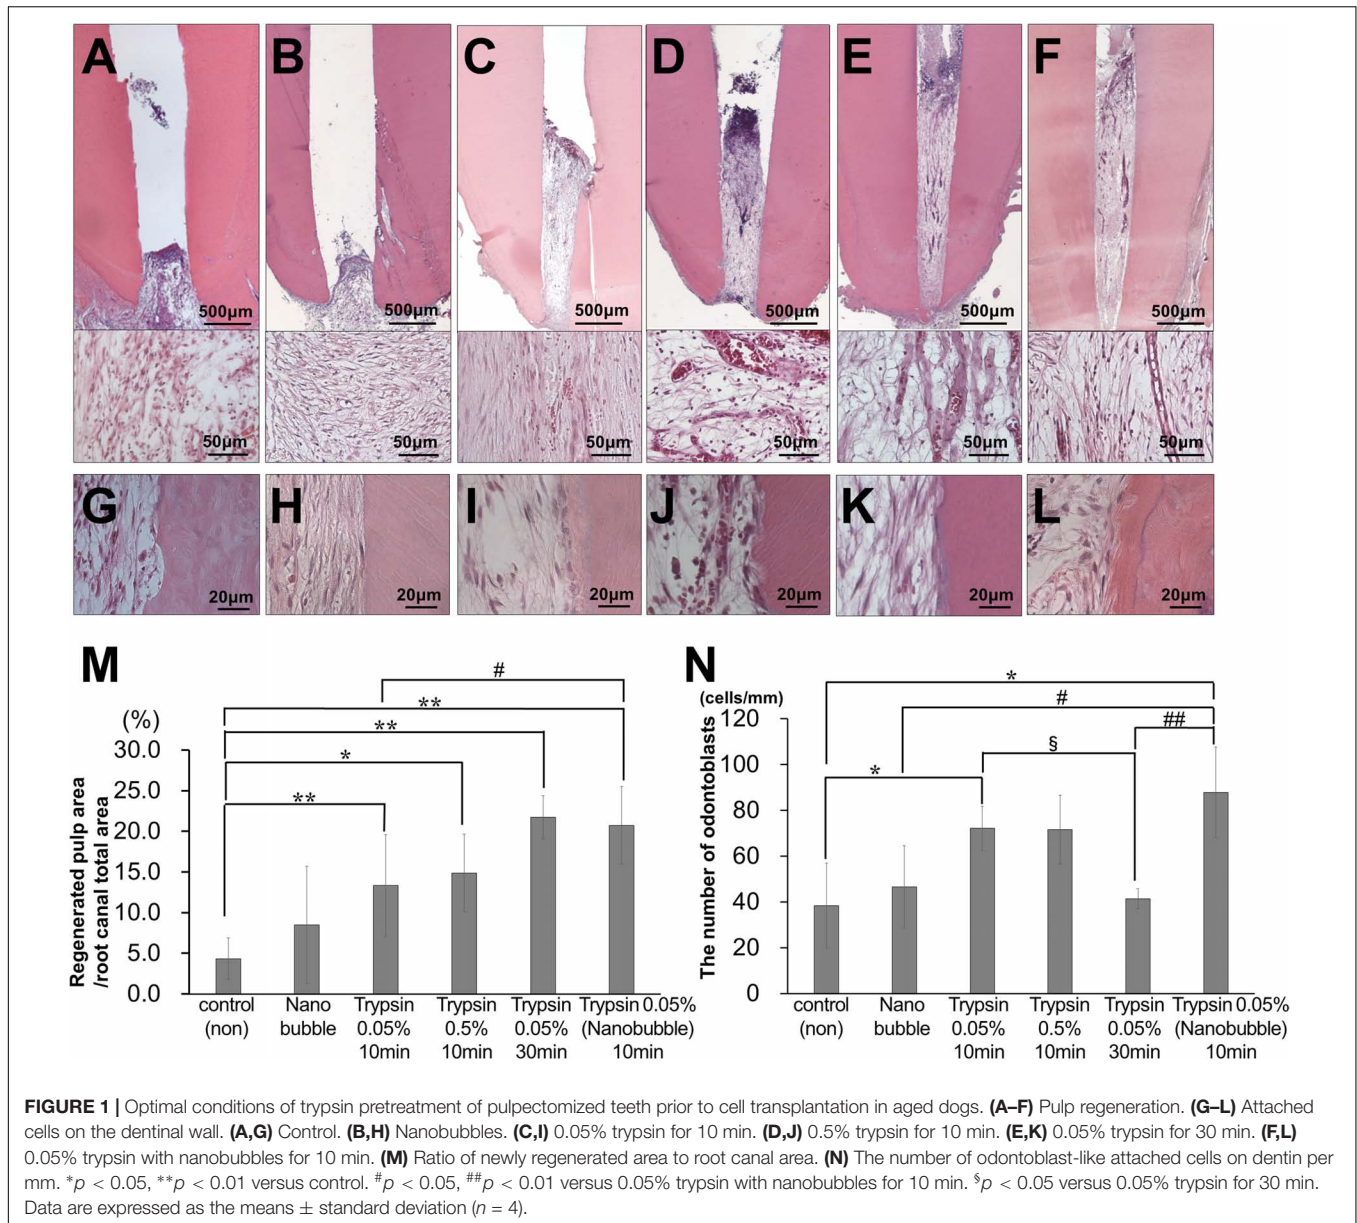 A B C D E F
500µm 500µm 500µm 500µm 500µm 500µm
50µm 50µm 50µm 50µm 50µm 50µm
G H I J K L
20µm 20µm 20µm 20µm 20µm 20µm
M
(%)
Regenerated pulp area
/root canal total area
30.0
25.0
20.0
15.0
10.0
5.0
0.0
#
**
**
*
**
control (non)
Nano bubble
Trypsin 0.05% 10min
Trypsin 0.5% 10min
Trypsin 0.05% 30min
Trypsin 0.05% (Nanobubble) 10min
N
(cells/mm)
The number of odontoblasts
120
100
80
60
40
20
0
*
#
##
§
*
control (non)
Nano bubble
Trypsin 0.05% 10min
Trypsin 0.5% 10min
Trypsin 0.05% 30min
Trypsin 0.05% (Nanobubble) 10min
FIGURE 1 | Optimal conditions of trypsin pretreatment of pulpectomized teeth prior to cell transplantation in aged dogs. (A–F) Pulp regeneration. (G–L) Attached
cells on the dentinal wall. (A,G) Control. (B,H) Nanobubbles. (C,I) 0.05% trypsin for 10 min. (D,J) 0.5% trypsin for 10 min. (E,K) 0.05% trypsin for 30 min. (F,L)
0.05% trypsin with nanobubbles for 10 min. (M) Ratio of newly regenerated area to root canal area. (N) The number of odontoblast-like attached cells on dentin per
mm. *p < 0.05, **p < 0.01 versus control. #p < 0.05, ##p < 0.01 versus 0.05% trypsin with nanobubbles for 10 min. §p < 0.05 versus 0.05% trypsin for 30 min.
Data are expressed as the means ± standard deviation (n = 4).